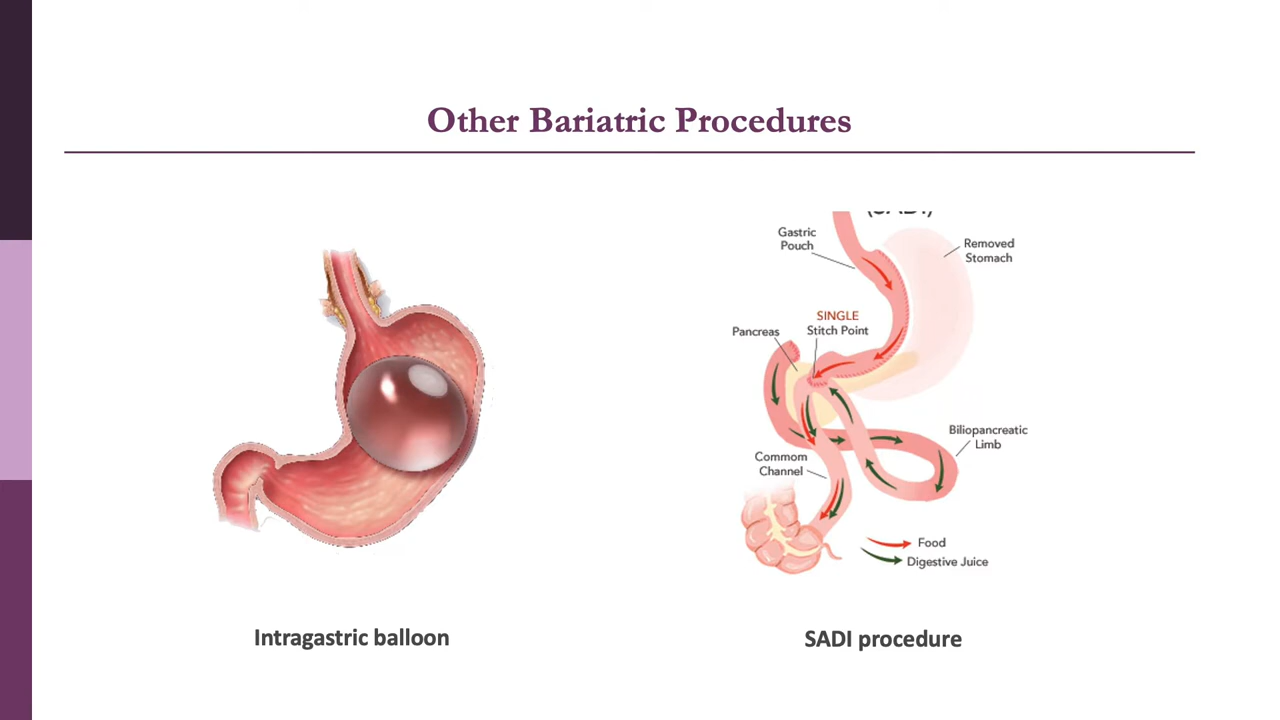 Other Bariatric Procedures
(SADI)
Gastric
Pouch
Removed
Stomach
SINGLE
Stitch Point
Pancreas
Biliopancreatic
Limb
Commom
Channel
Food
Digestive Juice
Intragastric balloon
SADI procedure